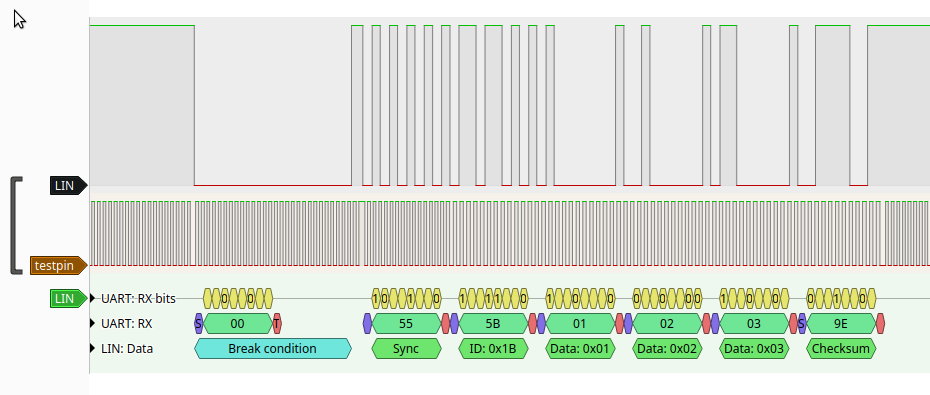 LIN
testpin
LIN
UART: RX bits
0 0 0 1 0 1 0 1 1 1 0 1 0 0 0 0 0 0 1 0 0 0 1 0
UART: RX
S 00 T 55 5B 01 02 03 S 9E
LIN: Data
Break condition Sync ID: 0x1B Data: 0x01 Data: 0x02 Data: 0x03 Checksum